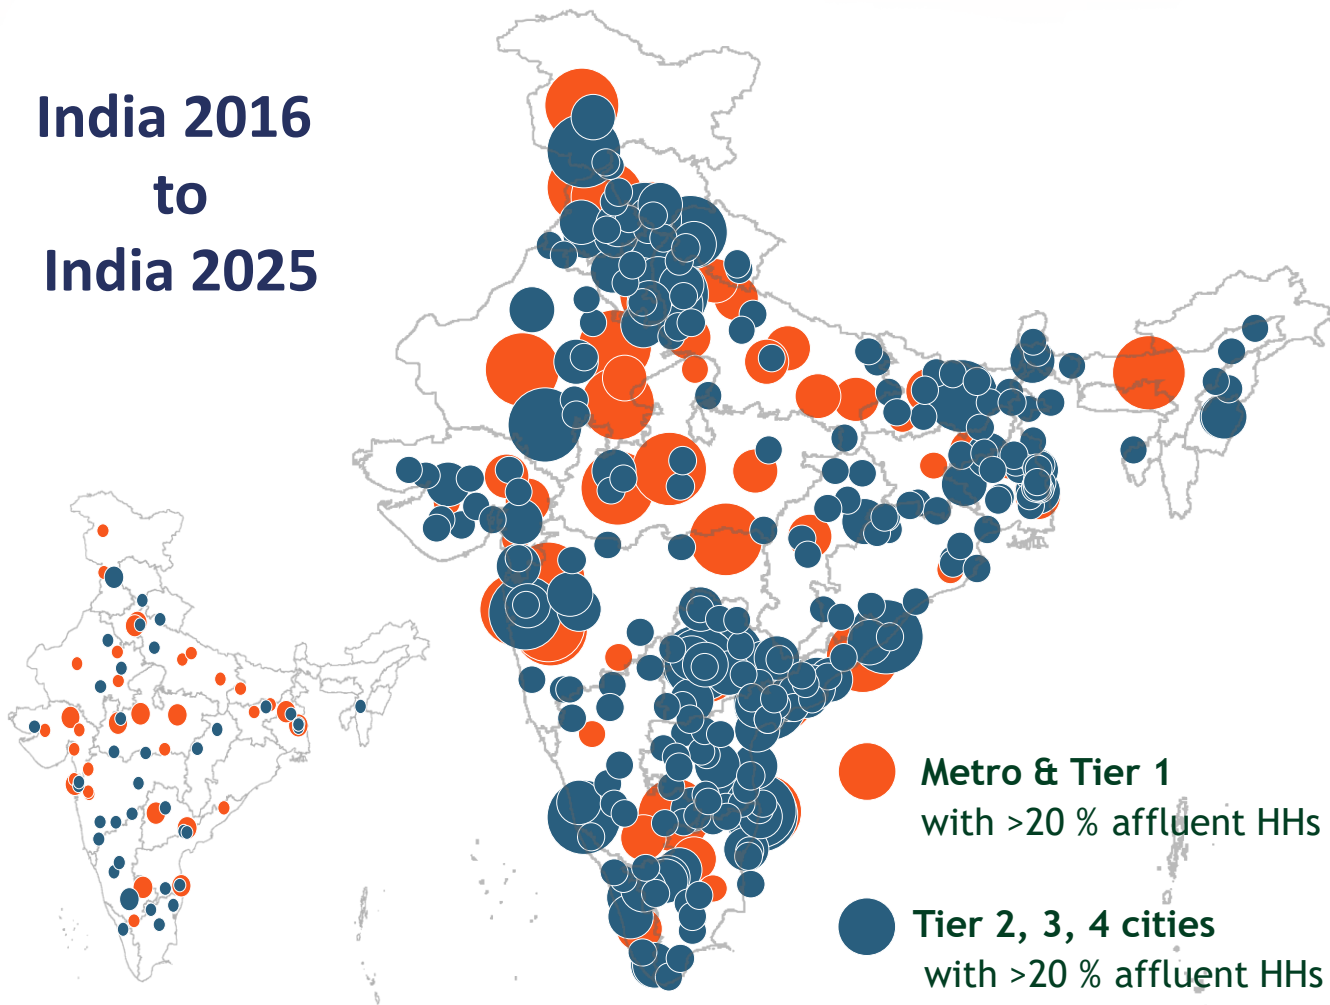 India 2016
to
India 2025
Metro & Tier 1
with >20 % affluent HHs
Tier 2, 3, 4 cities
with >20 % affluent HHs